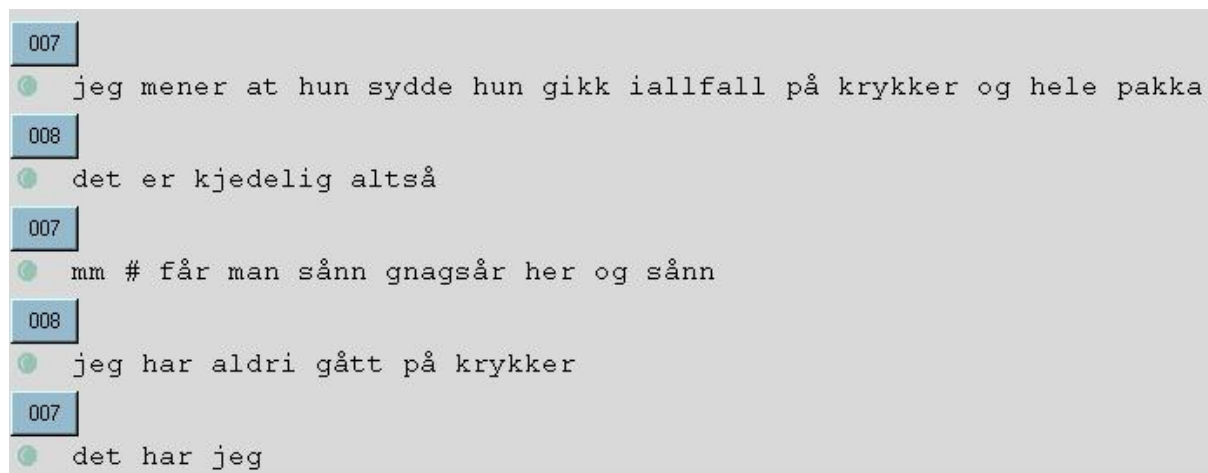 007
jeg mener at hun sydde hun gikk iallfall på krykker og hele pakka
008
det er kjedelig altså
007
mm # får man sånn gnagsår her og sånn
008
jeg har aldri gått på krykker
007
det har jeg